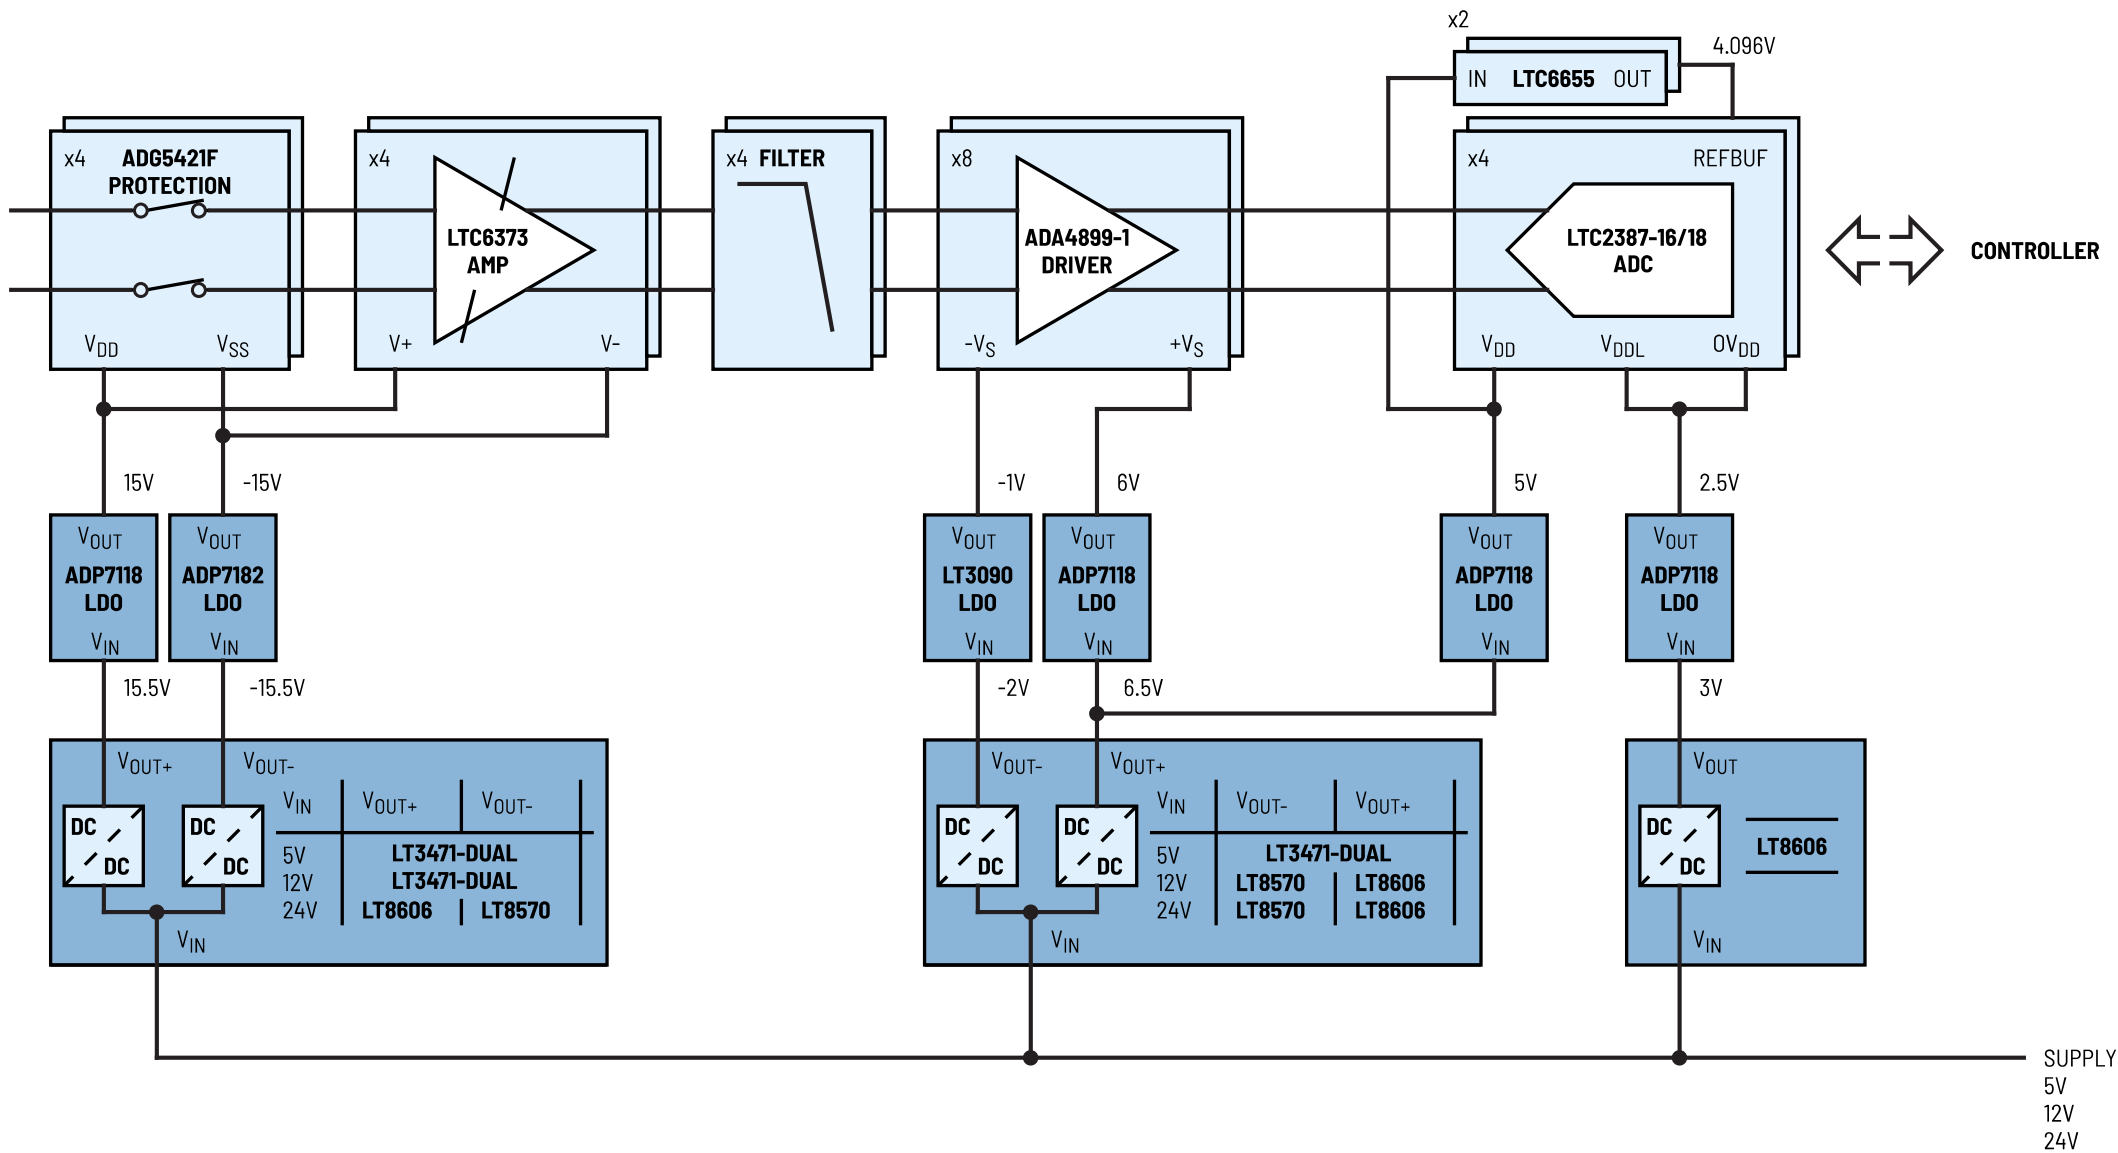 x2
4.096V
IN LTC6655 OUT
x4 ADG5421F
PROTECTION
VDD VSS
x4
LTC6373
AMP
V+ V-
x4 FILTER
x8
ADA4899-1
DRIVER
-VS +VS
x4 REFBUF
LTC2387-16/18
ADC
VDD VDDL OVDD
CONTROLLER
15V -15V -1V 6V 5V 2.5V
VOUT
ADP7118
LDO
VIN
VOUT
ADP7182
LDO
VIN
VOUT
LT3090
LDO
VIN
VOUT
ADP7118
LDO
VIN
VOUT
ADP7118
LDO
VIN
VOUT
ADP7118
LDO
VIN
15.5V -15.5V -2V 6.5V 3V
VOUT+ VOUT-
DC
DC
DC
DC
VIN
VIN VOUT+ VOUT-
5V LT3471-DUAL
12V LT3471-DUAL
24V LT8606 LT8570
VOUT- VOUT+
DC
DC
DC
DC
VIN
VIN VOUT- VOUT+
5V LT3471-DUAL
12V LT8570 LT8606
24V LT8570 LT8606
VOUT
DC
DC
LT8606
VIN
SUPPLY
5V
12V
24V